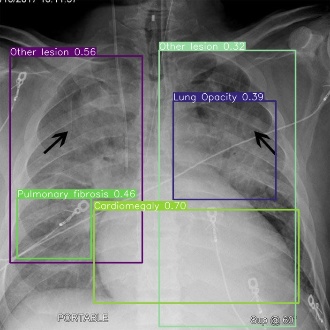 Other lesion 0.56
Other lesion 0.32
Lung Opacity 0.39
Pulmonary fibrosis 0.46
Cardiomegaly 0.70
PORTABLE